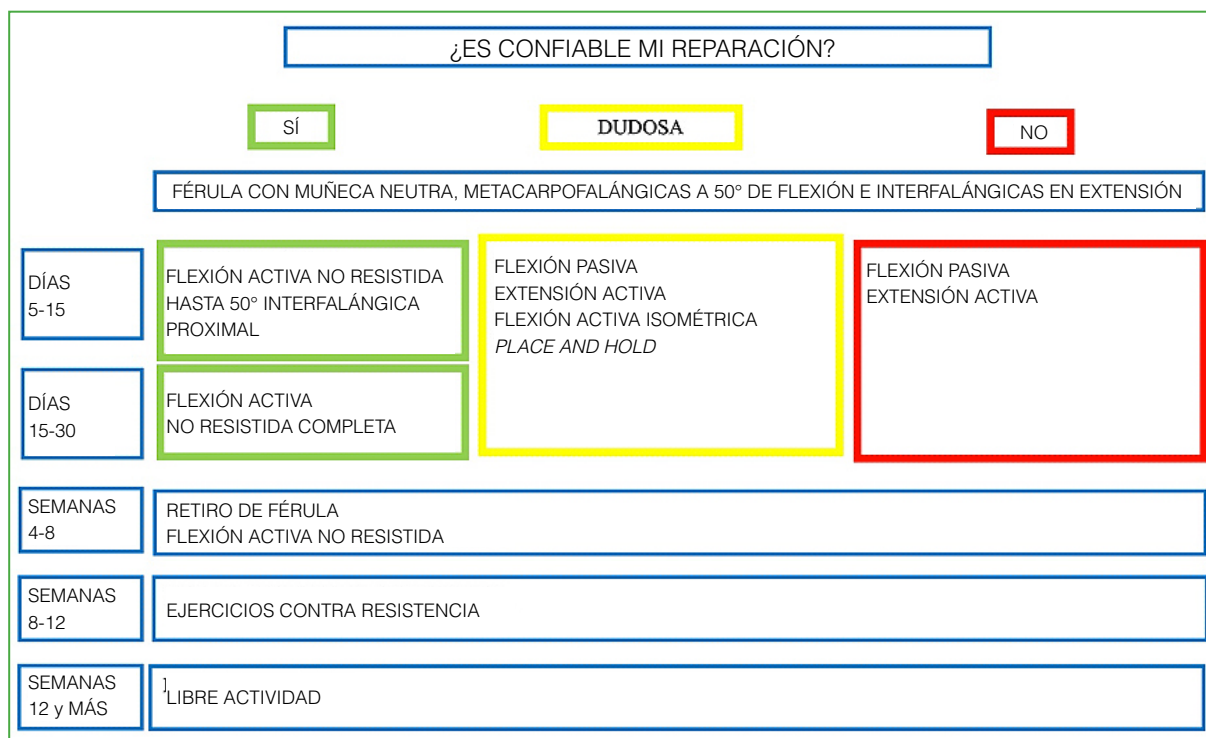 ¿ES CONFIABLE MI REPARACIÓN?
SÍ
DUDOSA
NO
FÉRULA CON MUÑECA NEUTRA, METACARPOFALÁNGICAS A 50° DE FLEXIÓN E INTERFALÁNGICAS EN EXTENSIÓN
DÍAS
5-15
FLEXIÓN ACTIVA NO RESISTIDA
HASTA 50° INTERFALÁNGICA
PROXIMAL
FLEXIÓN PASIVA
EXTENSIÓN ACTIVA
FLEXIÓN ACTIVA ISOMÉTRICA
PLACE AND HOLD
FLEXIÓN PASIVA
EXTENSIÓN ACTIVA
DÍAS
15-30
FLEXIÓN ACTIVA
NO RESISTIDA COMPLETA
SEMANAS
4-8
RETIRO DE FÉRULA
FLEXIÓN ACTIVA NO RESISTIDA
SEMANAS
8-12
EJERCICIOS CONTRA RESISTENCIA
SEMANAS
12 y MÁS
LIBRE ACTIVIDAD